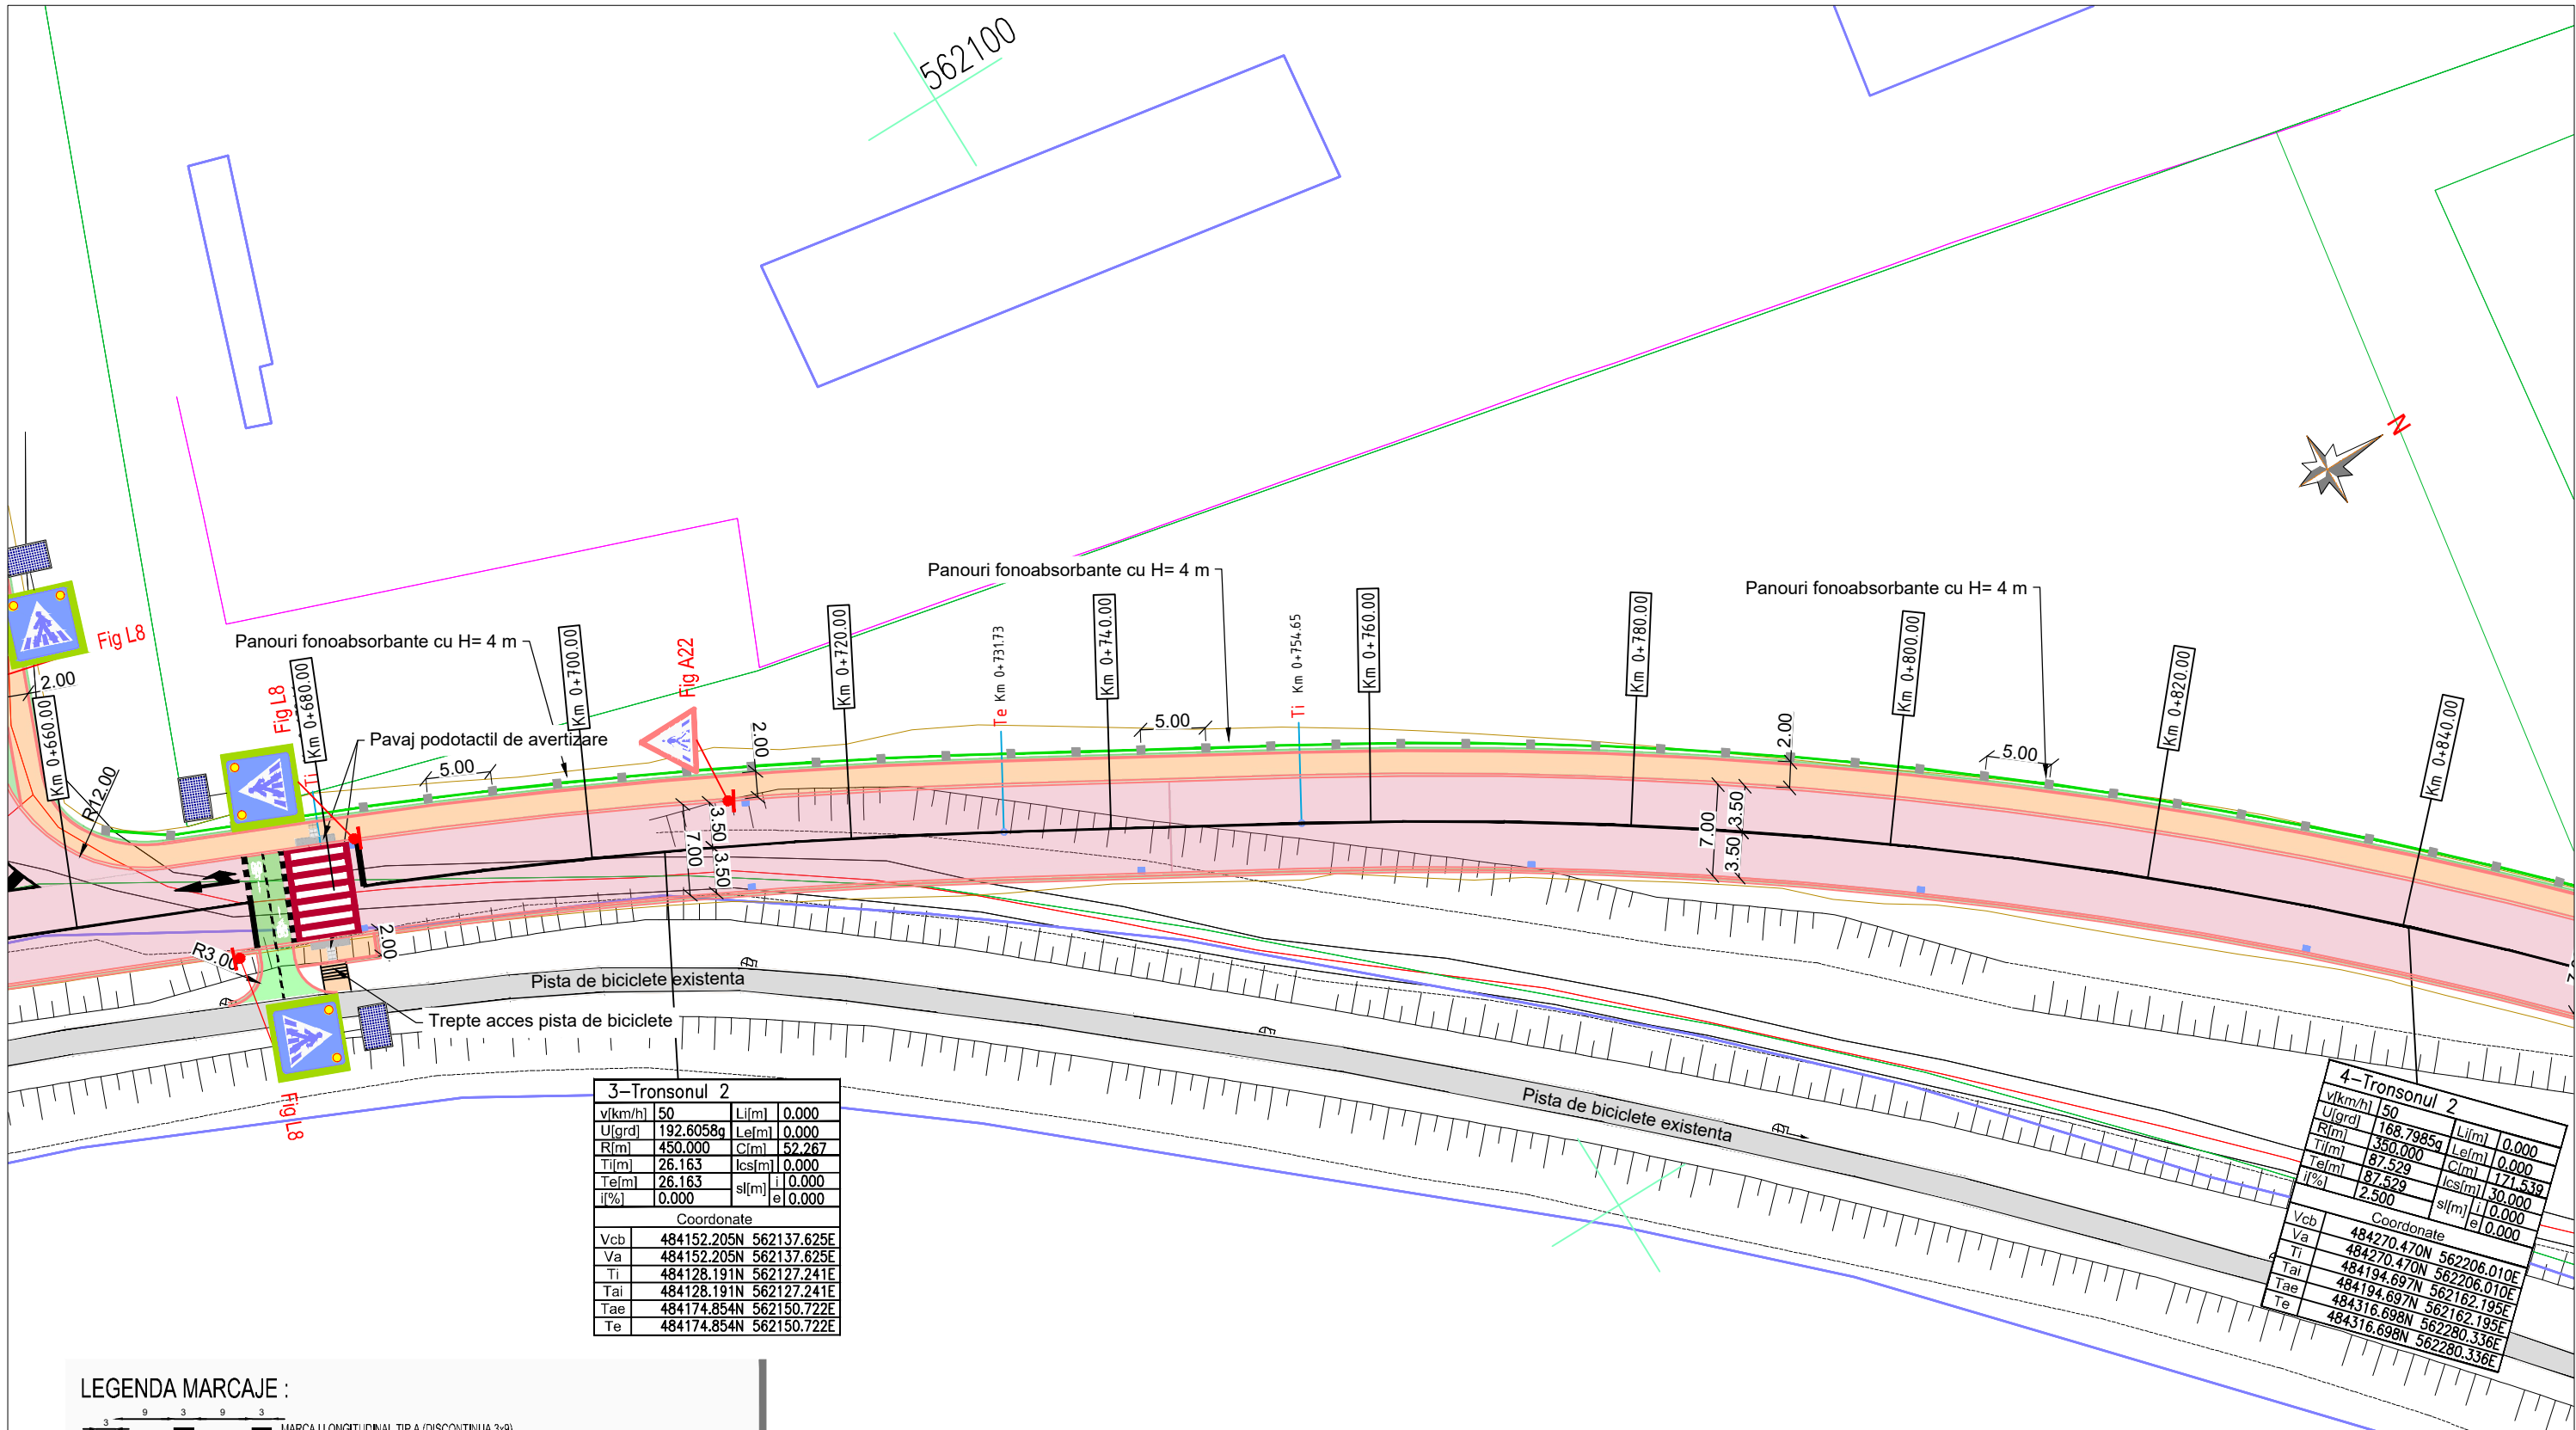 562100
N
Panouri fonoabsorbante cu H= 4 m
Panouri fonoabsorbante cu H= 4 m
Panouri fonoabsorbante cu H= 4 m
Fig L8
Fig L8
Fig A22
Fig L8
Km 0+660.00
Km 0+680.00
Km 0+700.00
Km 0+720.00
Te Km 0+731.73
Km 0+740.00
Ti Km 0+754.65
Km 0+760.00
Km 0+780.00
Km 0+800.00
Km 0+820.00
Km 0+840.00
Ti
2.00
R12.00
Pavaj podotactil de avertizare
5.00
2.00
5.00
2.00
5.00
3.50
7.00
3.50
3.50
7.00
3.50
2.00
R3.00
Pista de biciclete existenta
Trepte acces pista de biciclete
Pista de biciclete existenta
3-Tronsonul 2
v[km/h] 50 Li[m] 0.000
U[grd] 192.6058g Le[m] 0.000
R[m] 450.000 C[m] 52.267
Ti[m] 26.163 lcs[m] 0.000
Te[m] 26.163 sl[m] i 0.000
i[%] 0.000 e 0.000
Coordonate
Vcb 484152.205N 562137.625E
Va 484152.205N 562137.625E
Ti 484128.191N 562127.241E
Tai 484128.191N 562127.241E
Tae 484174.854N 562150.722E
Te 484174.854N 562150.722E
4-Tronsonul 2
v[km/h] 50 Li[m] 0.000
U[grd] 168.7985g Le[m] 0.000
R[m] 350.000 C[m] 171.539
Ti[m] 87.529 lcs[m] 30.000
Te[m] 87.529 sl[m] i 0.000
i[%] 2.500 e 0.000
Coordonate
Vcb 484270.470N 562206.010E
Va 484270.470N 562206.010E
Ti 484194.697N 562162.195E
Tai 484194.697N 562162.195E
Tae 484316.698N 562280.336E
Te 484316.698N 562280.336E
LEGENDA MARCAJE :
3 9 3 9 3